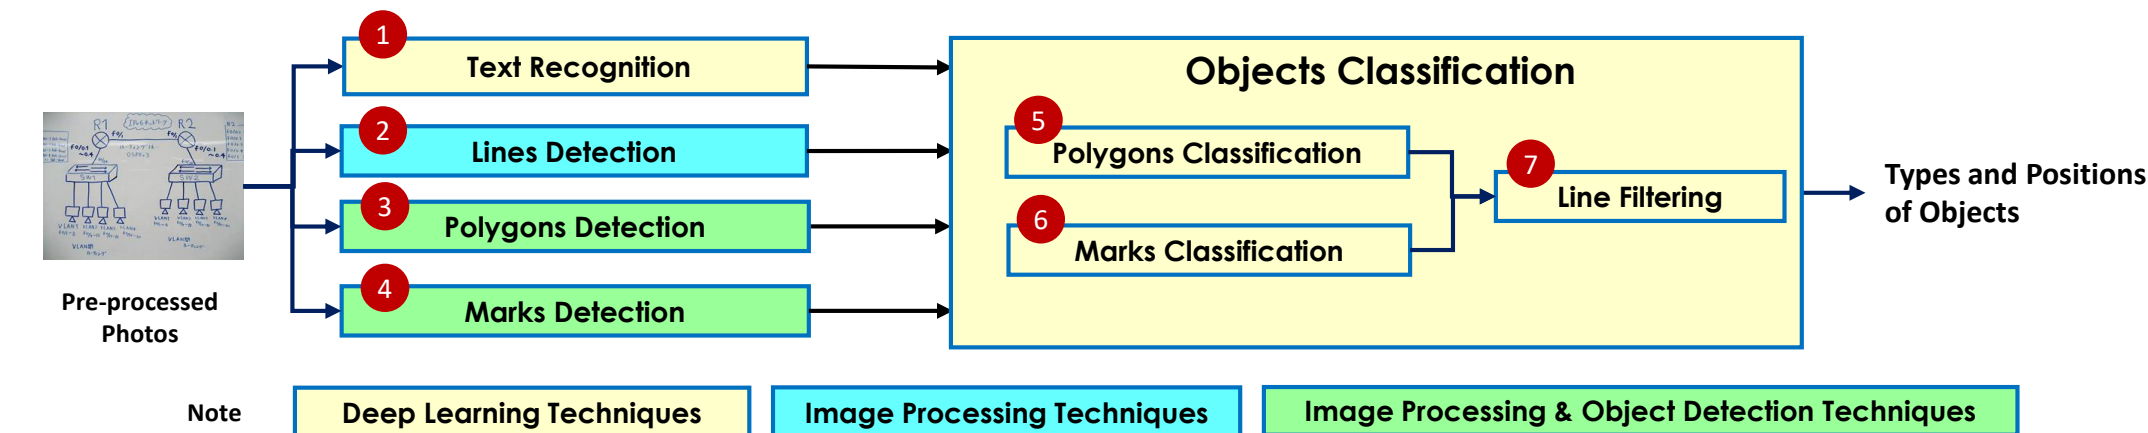 1
Text Recognition
2
Lines Detection
3
Polygons Detection
4
Marks Detection
Objects Classification
5
Polygons Classification
6
Marks Classification
7
Line Filtering
Types and Positions
of Objects
R1
R2
SW1
SW2
Pre-processed
Photos
Note
Deep Learning Techniques
Image Processing Techniques
Image Processing & Object Detection Techniques